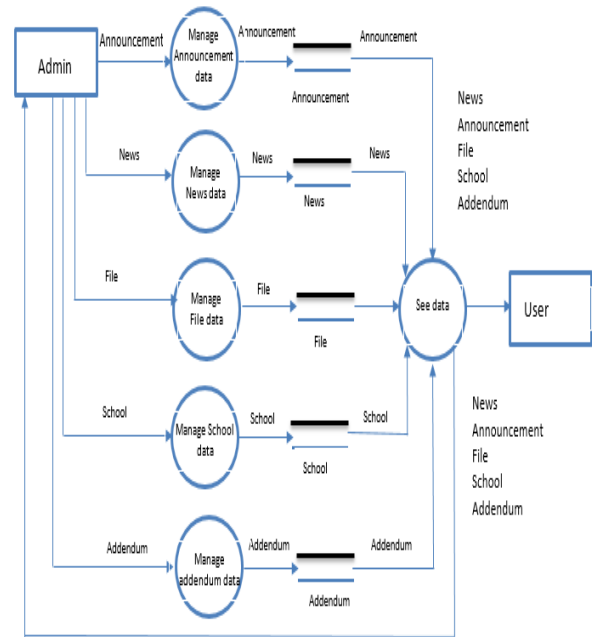 Admin
Announcement
Manage
Announcement
data
Announcement
Announcement
Announcement
News
Announcement
File
School
Addendum
News
Manage
News data
News
News
News
File
Manage
File data
File
File
See data
User
School
Manage School
data
School
School
School
News
Announcement
File
School
Addendum
Addendum
Manage
addendum data
Addendum
Addendum
Addendum